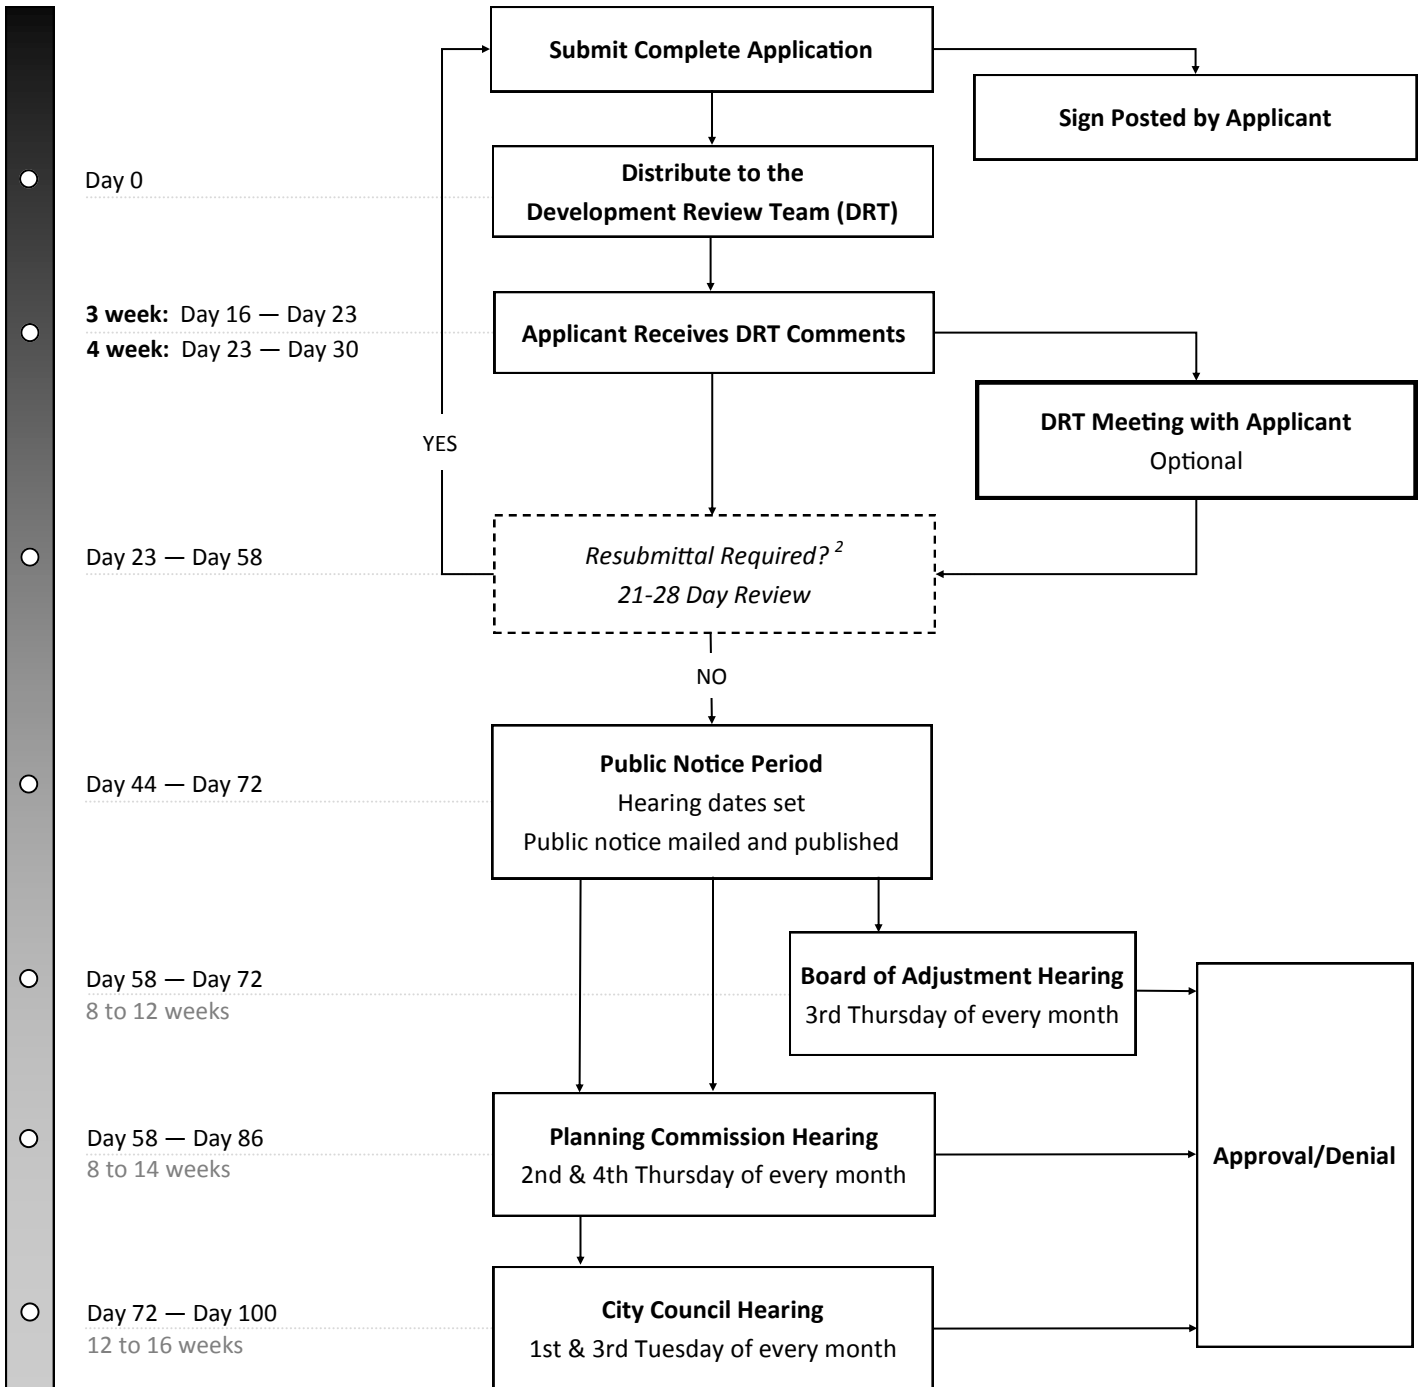 Submit Complete Application
Sign Posted by Applicant
Day 0
Distribute to the
Development Review Team (DRT)
3 week:  Day 16 — Day 23
4 week:  Day 23 — Day 30
Applicant Receives DRT Comments
DRT Meeting with Applicant
Optional
YES
Day 23 — Day 58
Resubmittal Required? 2
21-28 Day Review
NO
Day 44 — Day 72
Public Notice Period
Hearing dates set
Public notice mailed and published
Day 58 — Day 72
8 to 12 weeks
Board of Adjustment Hearing
3rd Thursday of every month
Day 58 — Day 86
8 to 14 weeks
Planning Commission Hearing
2nd & 4th Thursday of every month
Approval/Denial
Day 72 — Day 100
12 to 16 weeks
City Council Hearing
1st & 3rd Tuesday of every month